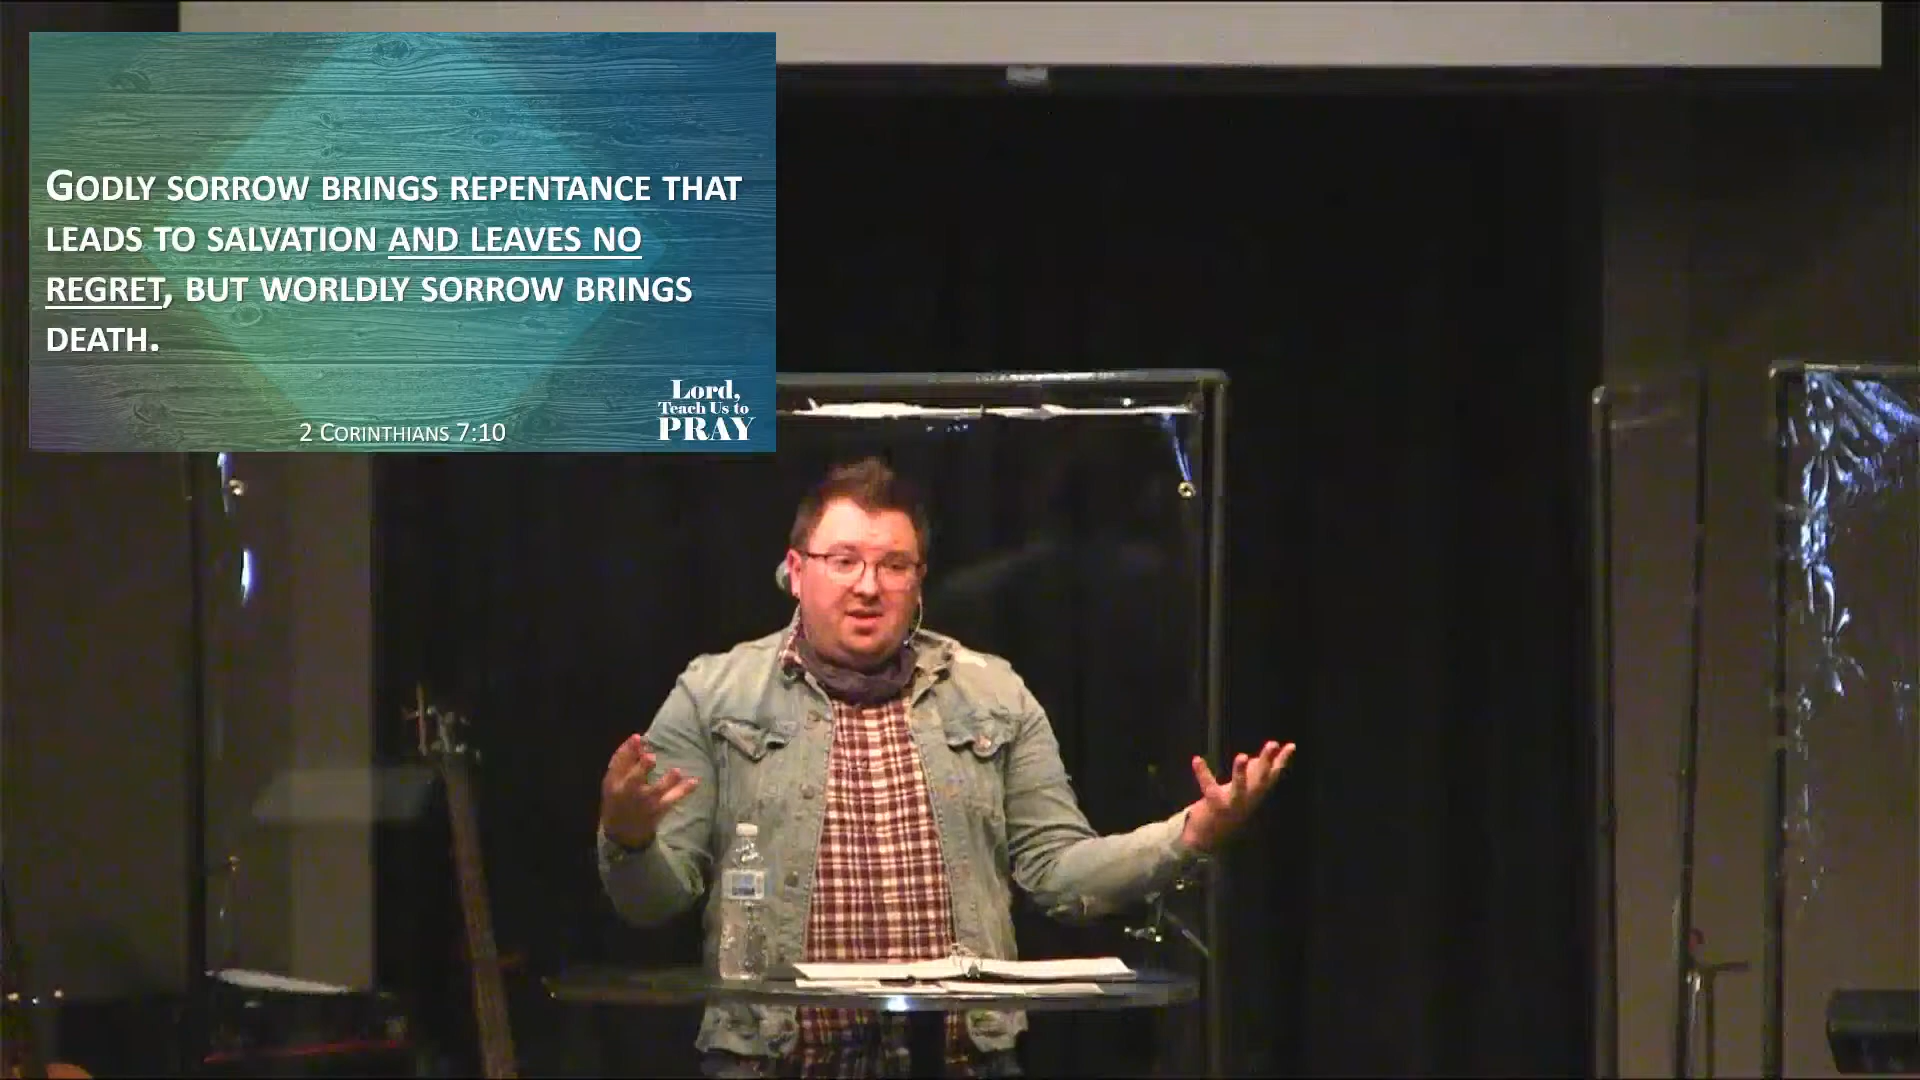 GODLY SORROW BRINGS REPENTANCE THAT
LEADS TO SALVATION AND LEAVES NO
REGRET, BUT WORLDLY SORROW BRINGS
DEATH.
2 CORINTHIANS 7:10
Lord,
Teach Us to
PRAY